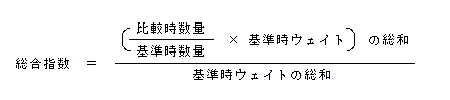 比較時数量
( × 基準時ウェイト) の総和
基準時数量
総合指数 =
基準時ウェイトの総和